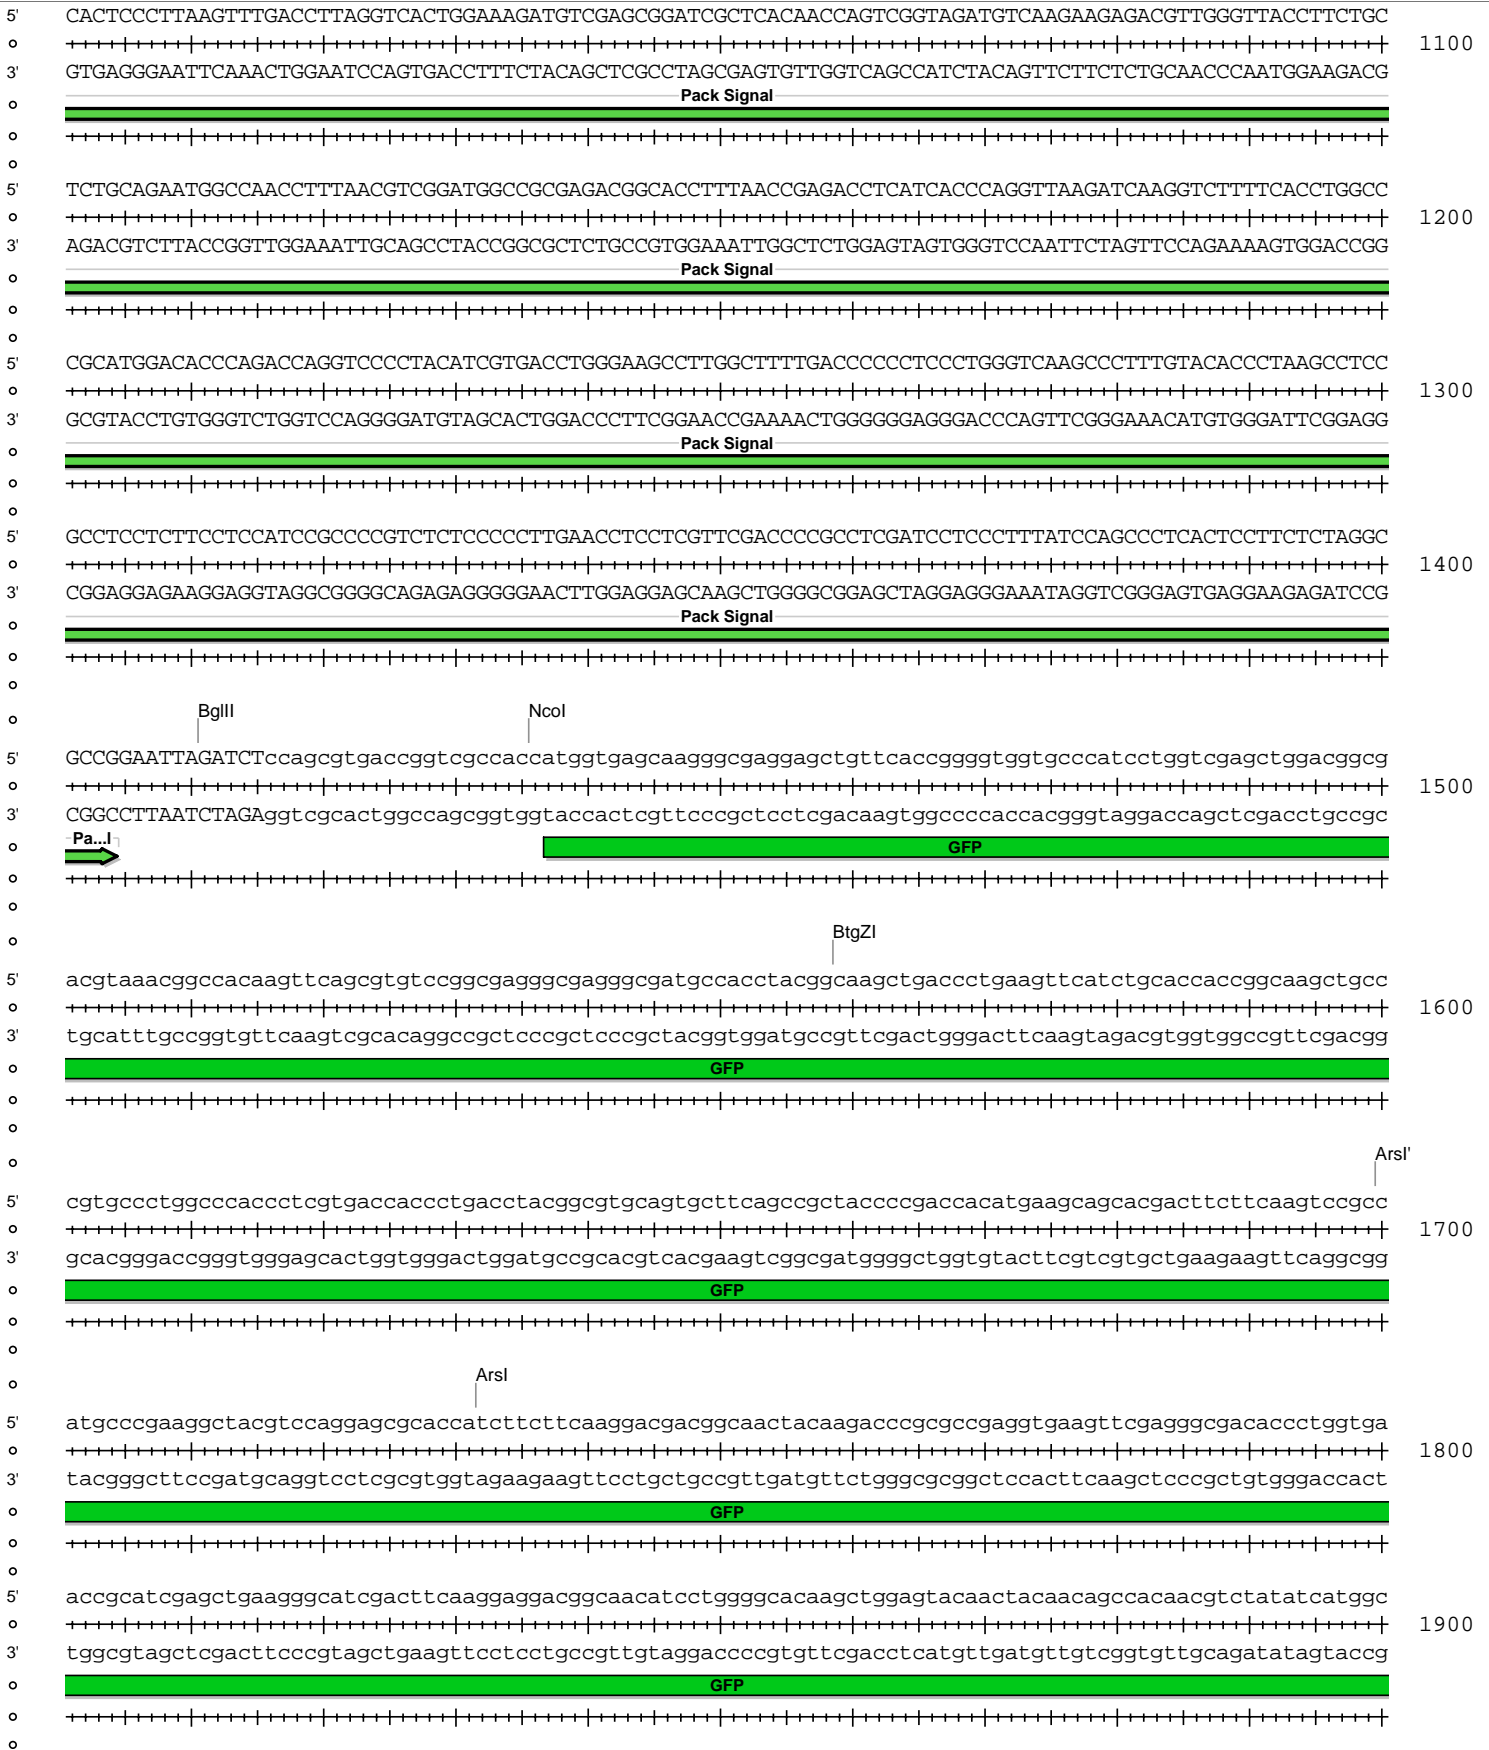 5' CACTCCCTTAAGTTTGACCTTAGGTCACTGGAAAGATGTCGAGCGGATCGCTCACAACCAGTCGGTAGATGTCAAGAAGAGACGTTGGGTTACCTTCTGC
1100
3' GTGAGGGAATTCAAACTGGAATCCAGTGACCTTTCTACAGCTCGCCTAGCGAGTGTTGGTCAGCCATCTACAGTTCTTCTCTGCAACCCAATGGAAGACG
Pack Signal
5' TCTGCAGAATGGCCAACCTTTAACGTCGGATGGCCGCGAGACGGCACCTTTAACCGAGACCTCATCACCCAGGTTAAGATCAAGGTCTTTTCACCTGGCC
1200
3' AGACGTCTTACCGGTTGGAAATTGCAGCCTACCGGCGCTCTGCCGTGGAAATTGGCTCTGGAGTAGTGGGTCCAATTCTAGTTCCAGAAAAGTGGACCGG
Pack Signal
5' CGCATGGACACCCAGACCAGGTCCCCTACATCGTGACCTGGGAAGCCTTGGCTTTTGACCCCCCTCCCTGGGTCAAGCCCTTTGTACACCCTAAGCCTCC
1300
3' GCGTACCTGTGGGTCTGGTCCAGGGGATGTAGCACTGGACCCTTCGGAACCGAAAACTGGGGGGAGGGACCCAGTTCGGGAAACATGTGGGATTCGGAGG
Pack Signal
5' GCCTCCTCTTCCTCCATCCGCCCCGTCTCTCCCCCTTGAACCTCCTCGTTCGACCCCGCCTCGATCCTCCCTTTATCCAGCCCTCACTCCTTCTCTAGGC
1400
3' CGGAGGAGAAGGAGGTAGGCGGGGCAGAGAGGGGGAACTTGGAGGAGCAAGCTGGGGCGGAGCTAGGAGGGAAATAGGTCGGGAGTGAGGAAGAGATCCG
Pack Signal
BglII NcoI
5' GCCGGAATTAGATCTccagcgtgaccggtcgccaccatggtgagcaagggcgaggagctgttcaccggggtggtgcccatcctggtcgagctggacggcg
1500
3' CGGCCTTAATCTAGAggtcgcactggccagcggtggtaccactcgttcccgctcctcgacaagtggccccaccacgggtaggaccagctcgacctgccgc
Pa...l GFP
BtgZI
5' acgtaaacggccacaagttcagcgtgtccggcgagggcgagggcgatgccacctacggcaagctgaccctgaagttcatctgcaccaccggcaagctgcc
1600
3' tgcatttgccggtgttcaagtcgcacaggccgctcccgctcccgctacggtggatgccgttcgactgggacttcaagtagacgtggtggccgttcgacgg
GFP
ArsI'
5' cgtgccctggcccaccctcgtgaccaccctgacctacggcgtgcagtgcttcagccgctaccccgaccacatgaagcagcacgacttcttcaagtccgcc
1700
3' gcacgggaccgggtgggagcactggtgggactggatgccgcacgtcacgaagtcggcgatggggctggtgtacttcgtcgtgctgaagaagttcaggcgg
GFP
ArsI
5' atgcccgaaggctacgtccaggagcgcaccatcttcttcaaggacgacggcaactacaagacccgcgccgaggtgaagttcgagggcgacaccctggtga
1800
3' tacgggcttccgatgcaggtcctcgcgtggtagaagaagttcctgctgccgttgatgttctgggcgcggctccacttcaagctcccgctgtgggaccact
GFP
5' accgcatcgagctgaagggcatcgacttcaaggaggacggcaacatcctggggcacaagctggagtacaactacaacagccacaacgtctatatcatggc
1900
3' tggcgtagctcgacttcccgtagctgaagttcctcctgccgttgtaggaccccgtgttcgacctcatgttgatgttgtcggtgttgcagatatagtaccg
GFP